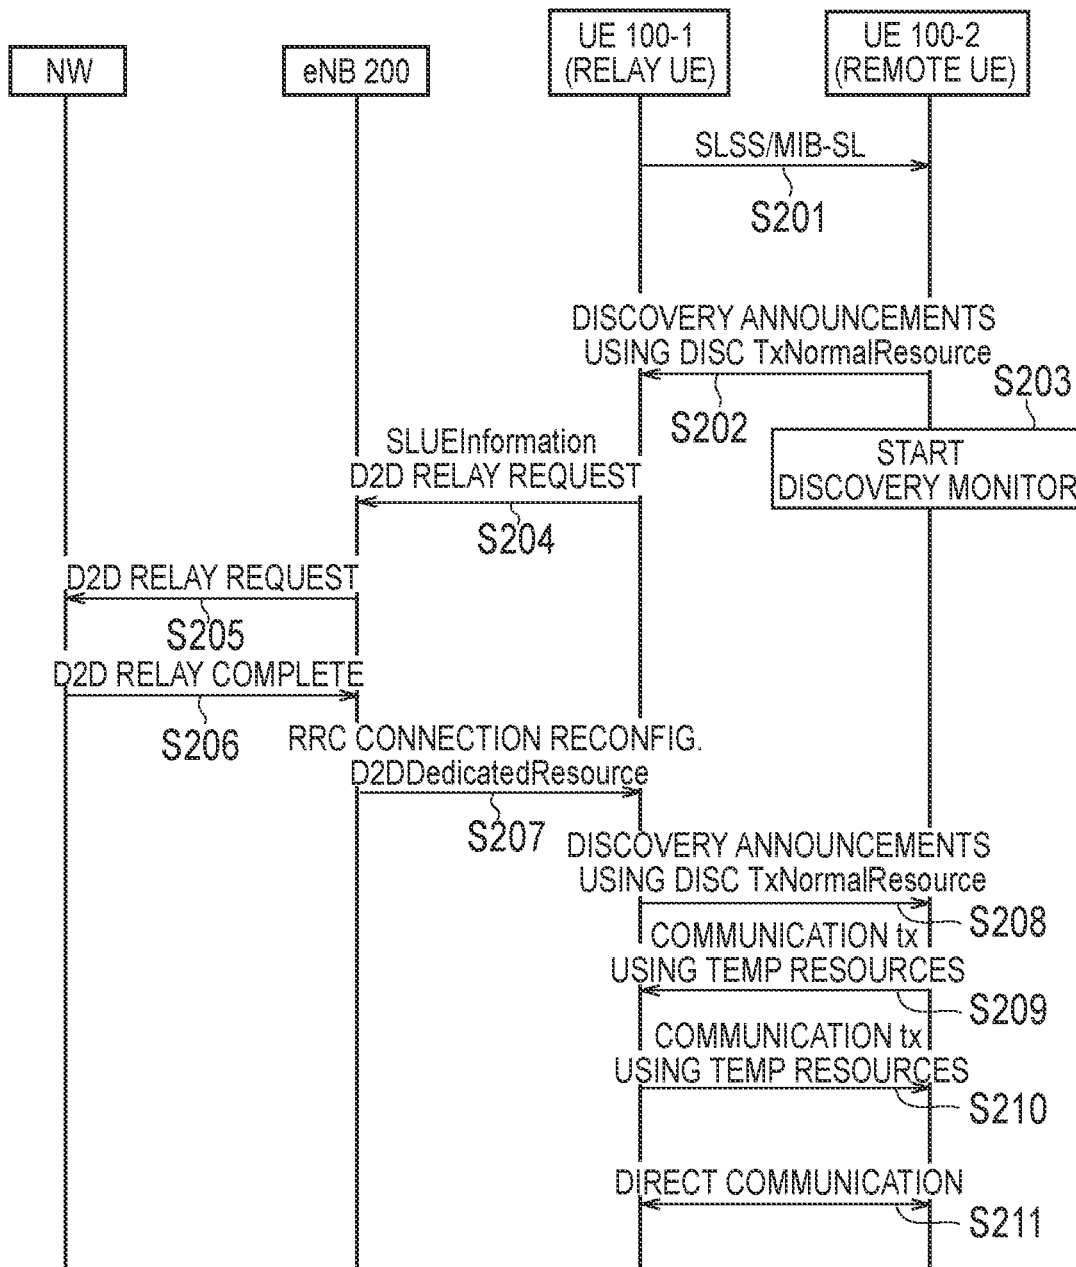 NW
eNB 200
UE 100-1
(RELAY UE)
UE 100-2
(REMOTE UE)
SLSS/MIB-SL
S201
DISCOVERY ANNOUNCEMENTS
USING DISC TxNormalResource
S202
S203
START
DISCOVERY MONITOR
SLUEInformation
D2D RELAY REQUEST
S204
D2D RELAY REQUEST
S205
D2D RELAY COMPLETE
S206
RRC CONNECTION RECONFIG.
D2DDedicatedResource
S207
DISCOVERY ANNOUNCEMENTS
USING DISC TxNormalResource
S208
COMMUNICATION tx
USING TEMP RESOURCES
S209
COMMUNICATION tx
USING TEMP RESOURCES
S210
DIRECT COMMUNICATION
S211